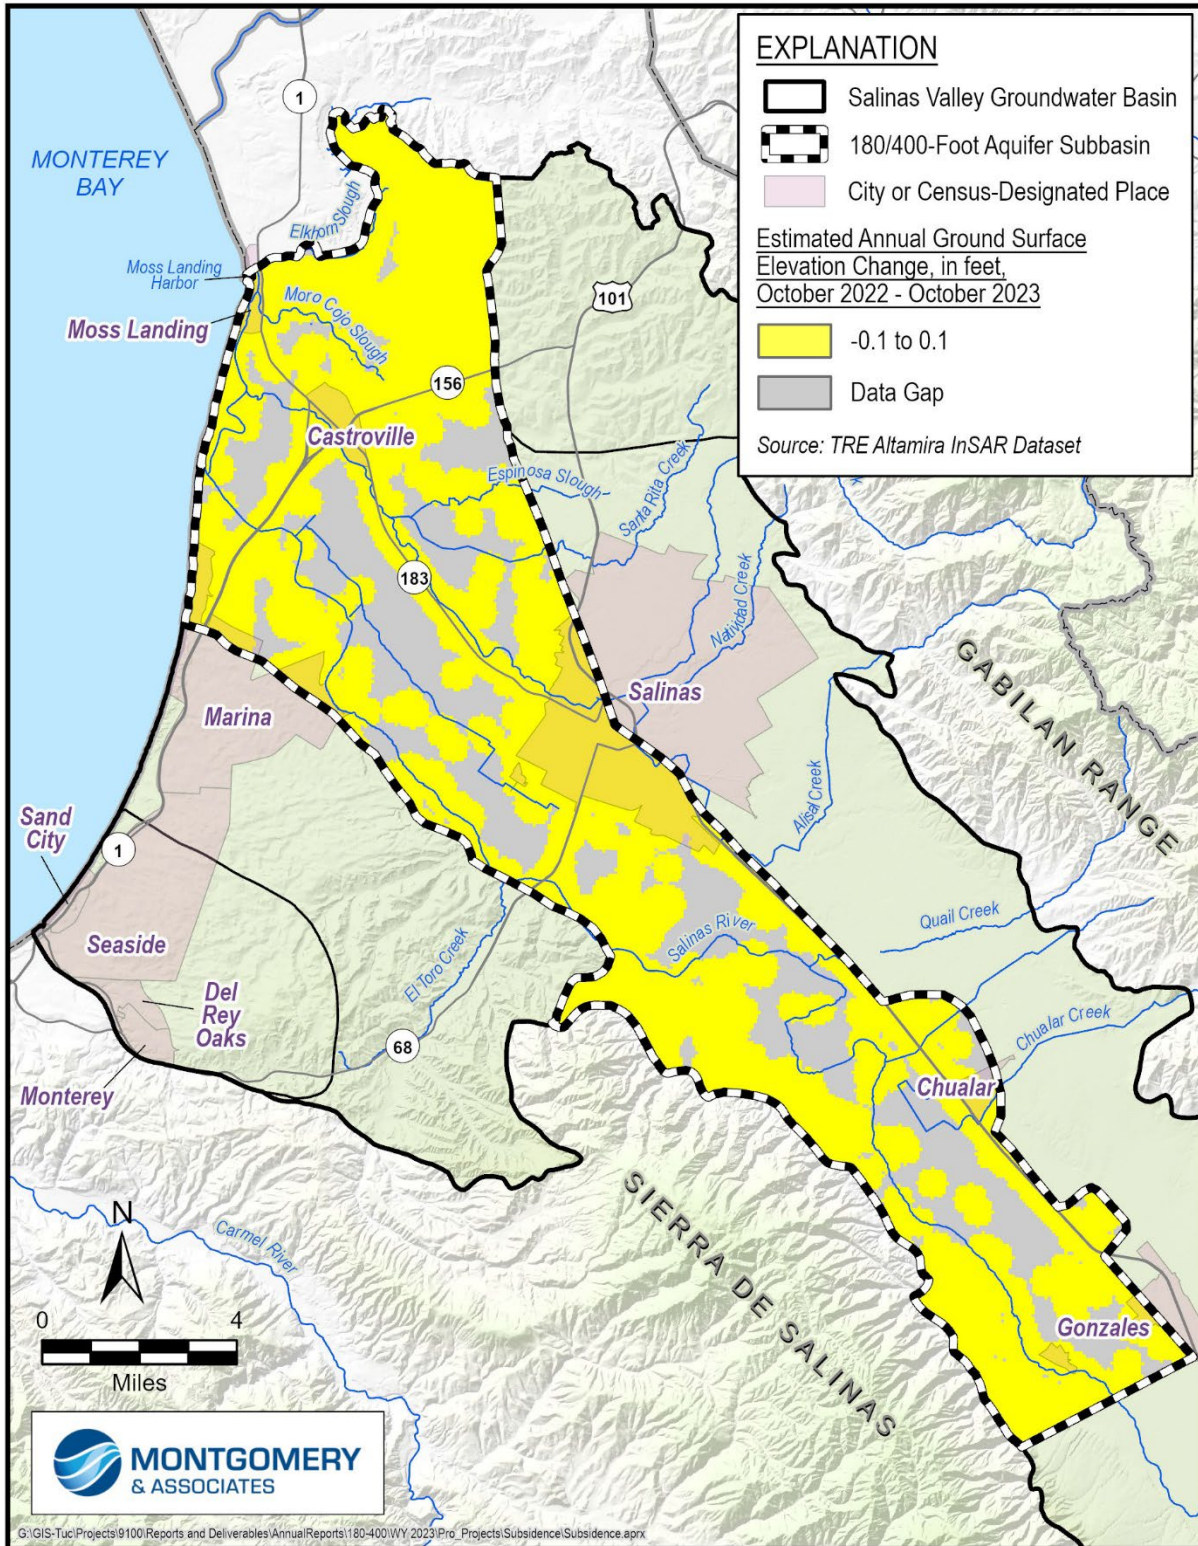 EXPLANATION
Salinas Valley Groundwater Basin
180/400-Foot Aquifer Subbasin
City or Census-Designated Place
Estimated Annual Ground Surface
Elevation Change, in feet,
October 2022 - October 2023
-0.1 to 0.1
Data Gap
Source: TRE Altamira InSAR Dataset
1
MONTEREY
BAY
Elkhorn Slough
Moss Landing
Harbor
101
Moss Landing
Moro Cojo Slough
156
Castroville
Espinosa Slough
Santa Rita Creek
183
Natividad Creek
GABILAN RANGE
Salinas
Marina
Alisal Creek
Sand
City
1
Quail Creek
Seaside
Salinas River
El Toro Creek
Del
Rey
Oaks
Chualar Creek
68
Chualar
Monterey
SIERRA DE SALINAS
N
Carmel River
0 4
Miles
Gonzales
MONTGOMERY
& ASSOCIATES
G:\GIS-Tuc\Projects\9100\Reports and Deliverables\AnnualReports\180-400\WY 2023\Pro_Projects\Subsidence\Subsidence.aprx